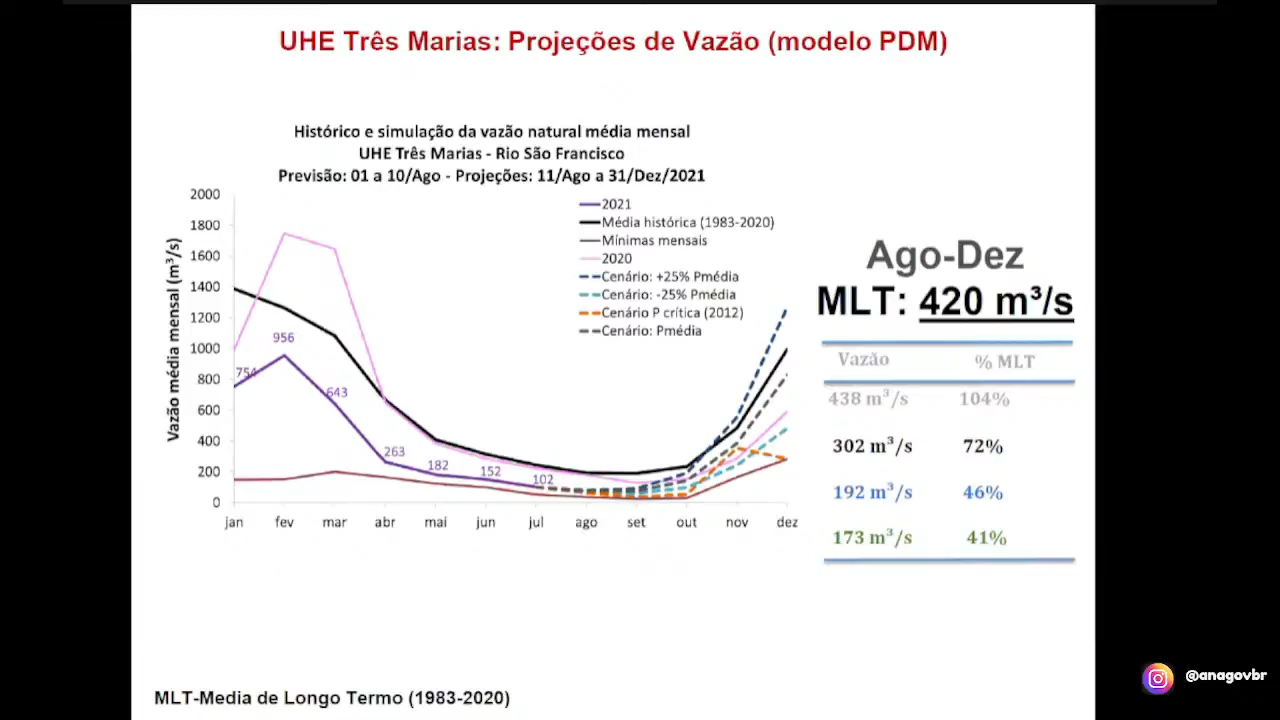 UHE Três Marias: Projeções de Vazão (modelo PDM)
Histórico e simulação da vazão natural média mensal
UHE Três Marias - Rio São Francisco
Previsão: 01 a 10/Ago - Projeções: 11/Ago a 31/Dez/2021
Vazão média mensal (m³/s)
2000
1800
1600
1400
1200
1000
800
600
400
200
0
jan fev mar abr mai jun jul ago set out nov dez
754
956
643
263
182
152
102
2021
Média histórica (1983-2020)
Mínimas mensais
2020
Cenário: +25% Pmédia
Cenário: -25% Pmédia
Cenário P crítica (2012)
Cenário: Pmédia
Ago-Dez
MLT: 420 m³/s
Vazão % MLT
438 m³/s 104%
302 m³/s 72%
192 m³/s 46%
173 m³/s 41%
MLT-Media de Longo Termo (1983-2020)
@anagovbr